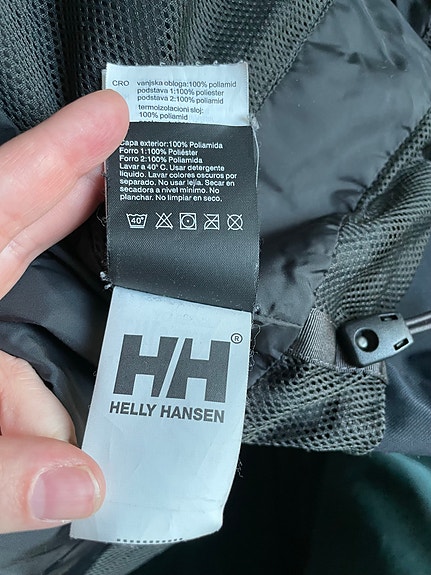 CRO vanjska obloga:100% poliamid
podstava 1:100% poliester
podstava 2:100% poliamid
termoizolacioni sloj:
100% poliamid
Capa exterior:100% Poliamida
Forro 1:100% Poliéster
Forro 2:100% Poliamida
Lavar a 40° C. Usar detergente
líquido. Lavar colores oscuros por
separado. No usar lejía. Secar en
secadora a nivel mínimo. No
planchar. No limpiar en seco.
40°
HH®
HELLY HANSEN